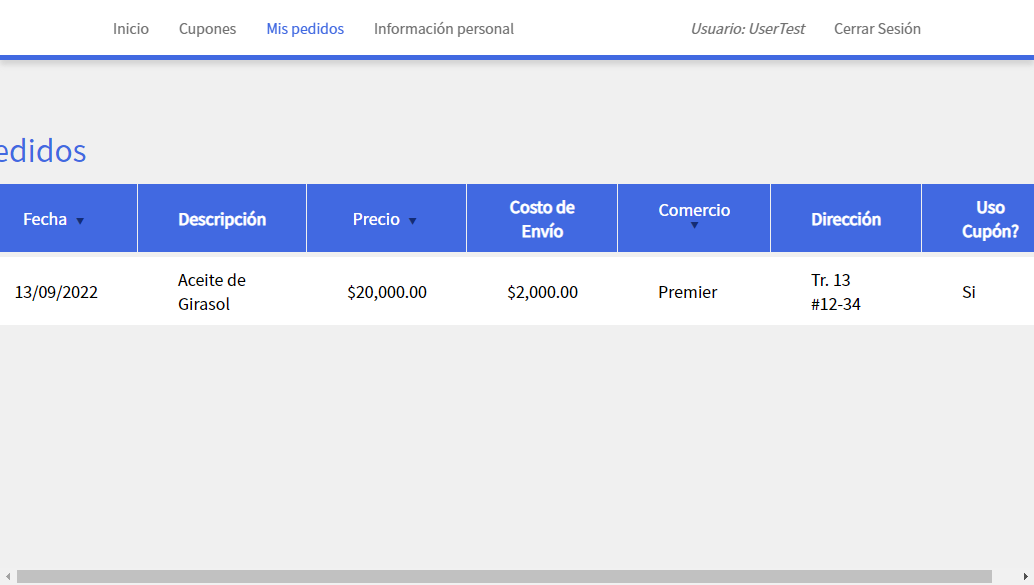 Inicio Cupones Mis pedidos Información personal Usuario: UserTest Cerrar Sesión
edidos
Fecha Descripción Precio Costo de Envío Comercio Dirección Uso Cupón?
13/09/2022 Aceite de Girasol $20,000.00 $2,000.00 Premier Tr. 13 #12-34 Si